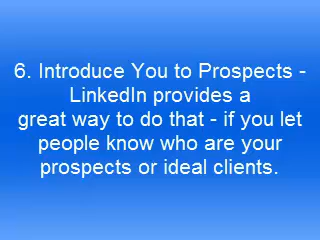 6. Introduce You to Prospects -
LinkedIn provides a
great way to do that - if you let
people know who are your
prospects or ideal clients.